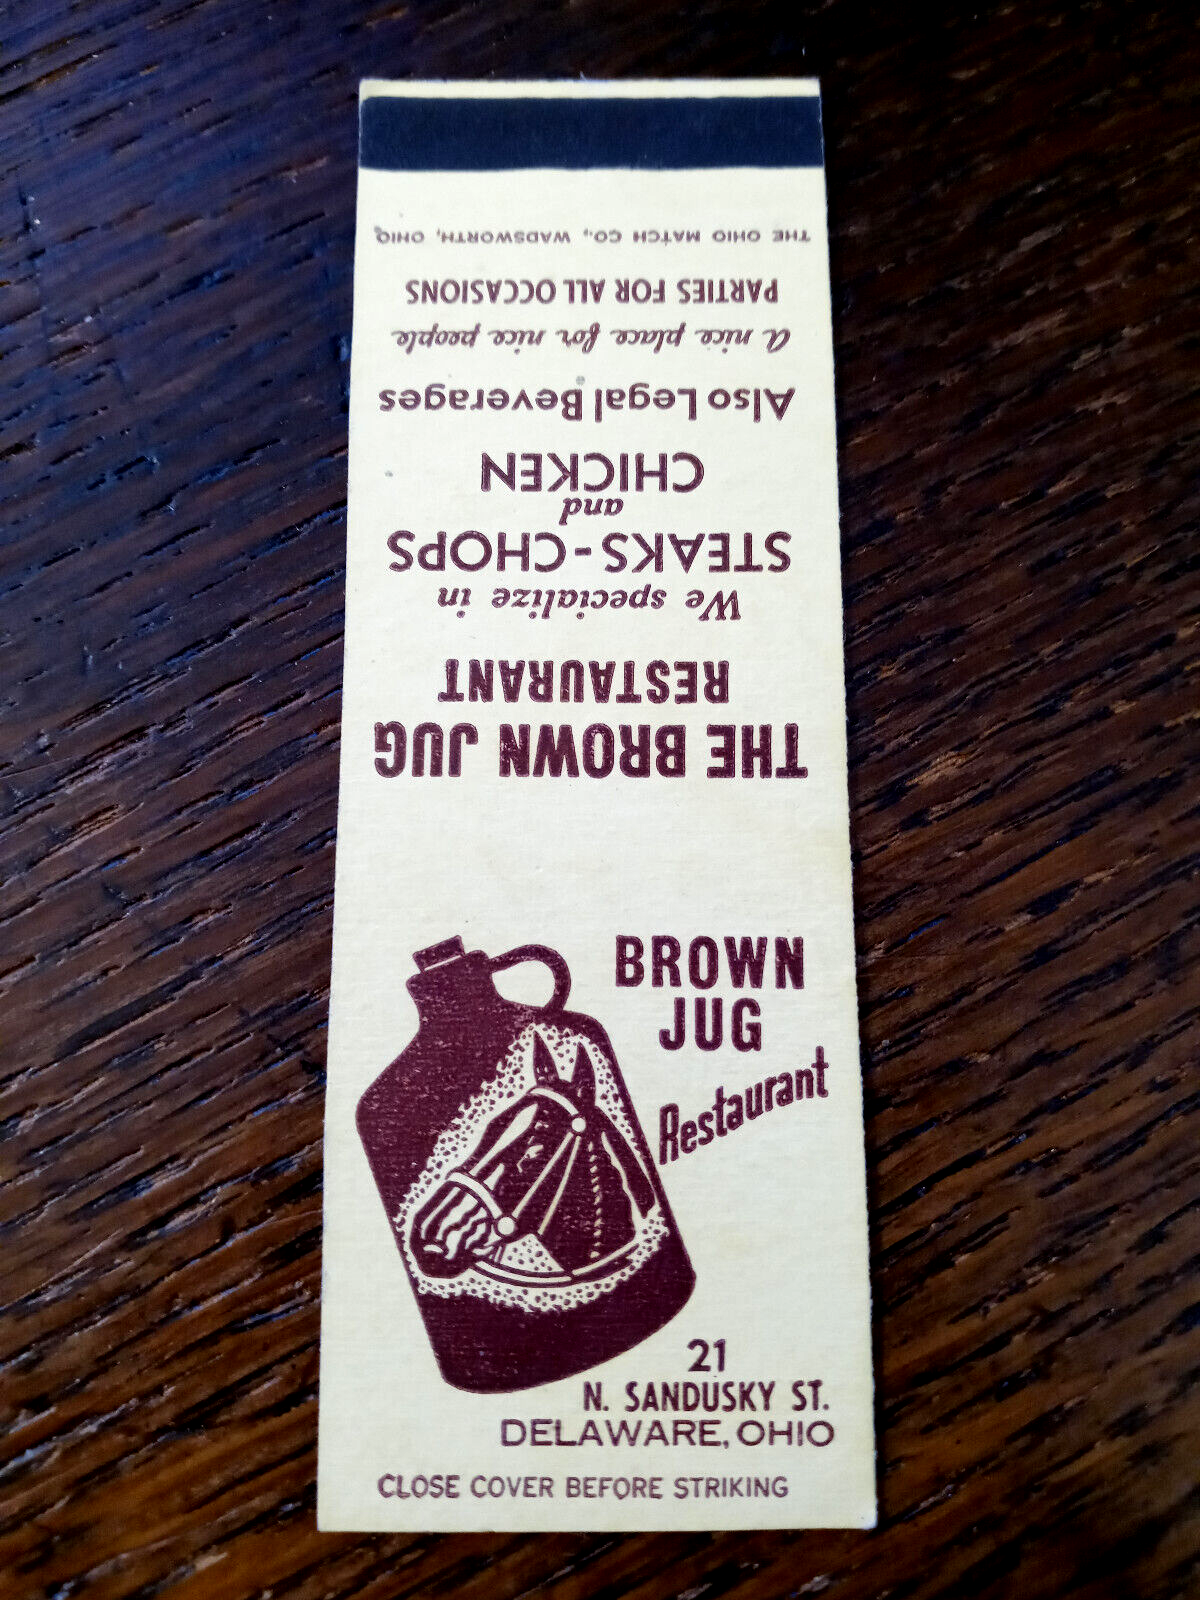 BROWN
JUG
Restaurant
21
N. SANDUSKY ST.
DELAWARE, OHIO
CLOSE COVER BEFORE STRIKING
THE BROWN JUG
RESTAURANT
We specialize in
STEAKS-CHOPS
and
CHICKEN
Also Legal Beverages
A nice place for nice people
PARTIES FOR ALL OCCASIONS
THE OHIO MATCH CO., WADSWORTH, OHIO